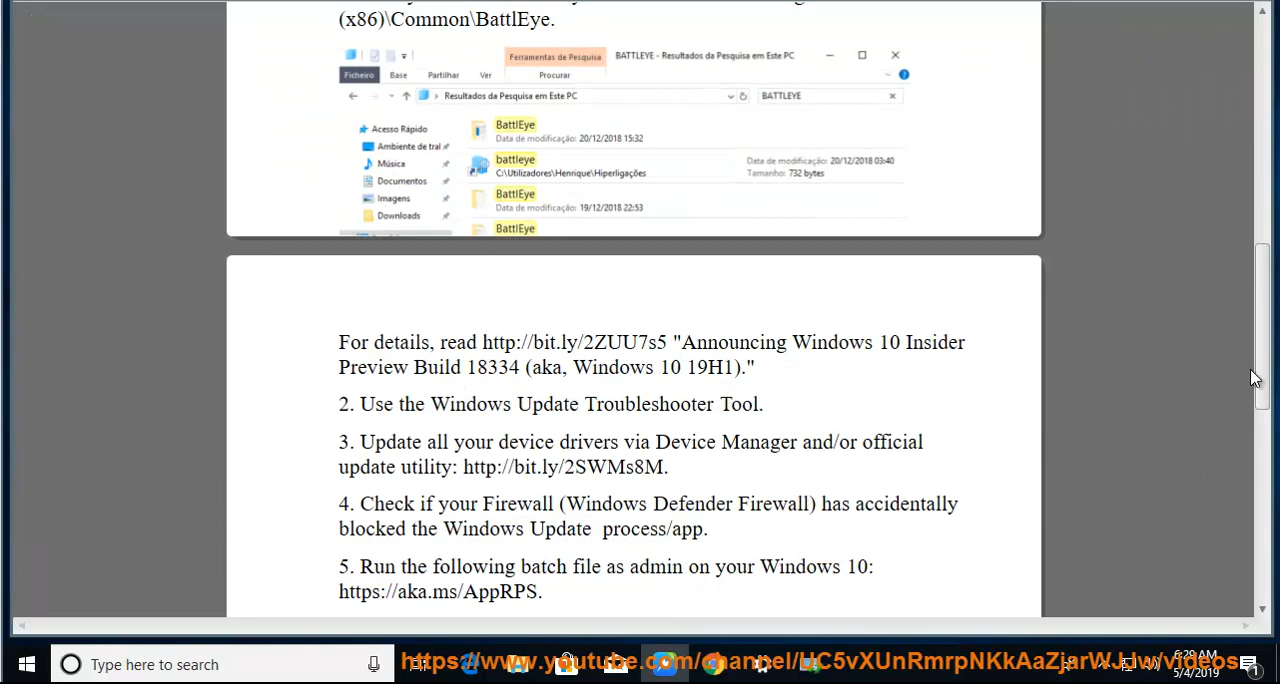 (x86)\Common\BattlEye.
Ferramentas de Pesquisa
BATTLEYE - Resultados da Pesquisa em Este PC
Ficheiro Base Partilhar Ver Procurar
Resultados da Pesquisa em Este PC
BATTLEYE
Acesso Rápido
Ambiente de tral
Música
Documentos
Imagens
Downloads
BattlEye
Data de modificação: 20/12/2018 15:32
battleye
Data de modificação: 20/12/2018 03:40
C:\Utilizadores\Henrique\Hiperligações
Tamanho: 732 bytes
BattlEye
Data de modificação: 19/12/2018 22:53
BattlEye
For details, read http://bit.ly/2ZUU7s5 "Announcing Windows 10 Insider
Preview Build 18334 (aka, Windows 10 19H1)."
2. Use the Windows Update Troubleshooter Tool.
3. Update all your device drivers via Device Manager and/or official
update utility: http://bit.ly/2SWMs8M.
4. Check if your Firewall (Windows Defender Firewall) has accidentally
blocked the Windows Update process/app.
5. Run the following batch file as admin on your Windows 10:
https://aka.ms/AppRPS.
Type here to search
https://www.youtube.com/channel/HC5vXUnRmrpNKkAaZjarWJHw/videos
6:29 AM
5/4/2019
1